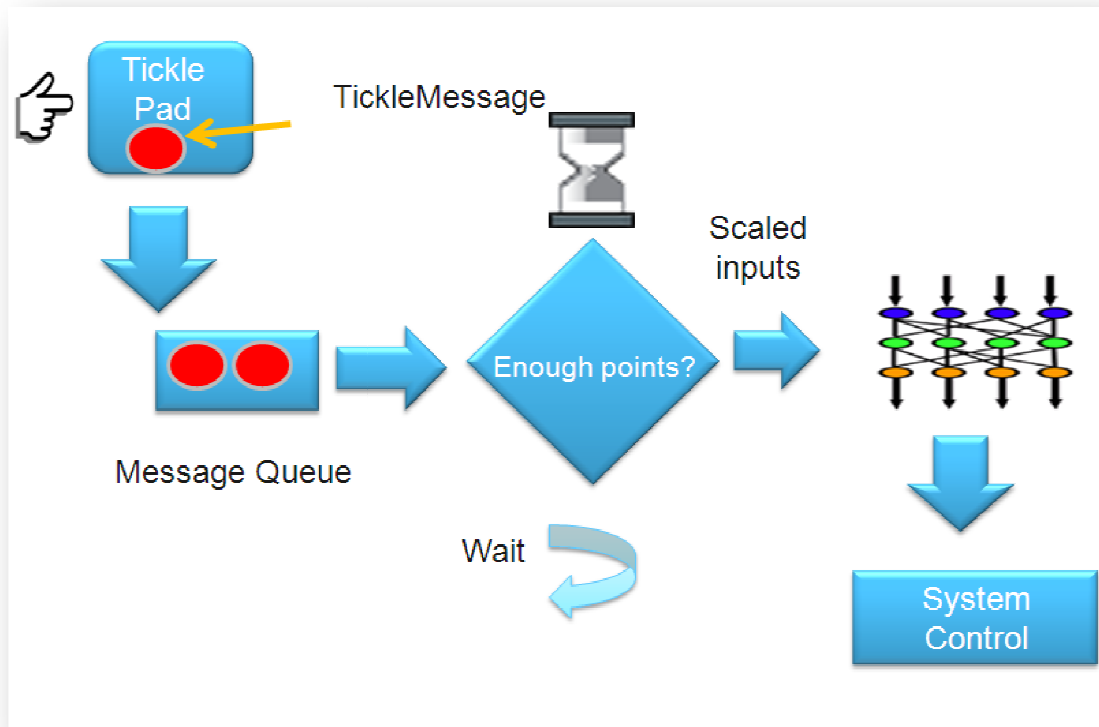 Tickle
Pad
TickleMessage
Scaled
inputs
Enough points?
Message Queue
Wait
System
Control